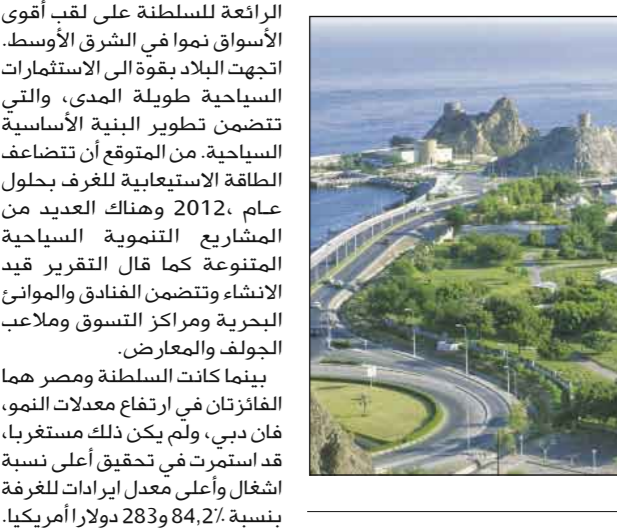 الرائعة للسلطنة على لقب أقوى
الأسواق نموا في الشرق الأوسط.
اتجهت البلاد بقوة الى الاستثمارات
السياحية طويلة المدى، والتي
تتضمن تطوير البنية الأساسية
السياحية. من المتوقع أن تتضاعف
الطاقة الاستيعابية للغرف بحلول
عام 2012، وهناك العديد من
المشاريع التنموية السياحية
المتنوعة كما قال التقرير قيد
الانشاء وتتضمن الفنادق والموانئ
البحرية ومراكز التسوق وملاعب
الجولف والمعارض.
بينما كانت السلطنة ومصر هما
الفائزتان في ارتفاع معدلات النمو،
فان دبي، ولم يكن ذلك مستغربا،
قد استمرت في تحقيق أعلى نسبة
اشغال وأعلى معدل ايرادات للغرفة
بنسبة 84,2٪ و283 دولارا أمريكيا.